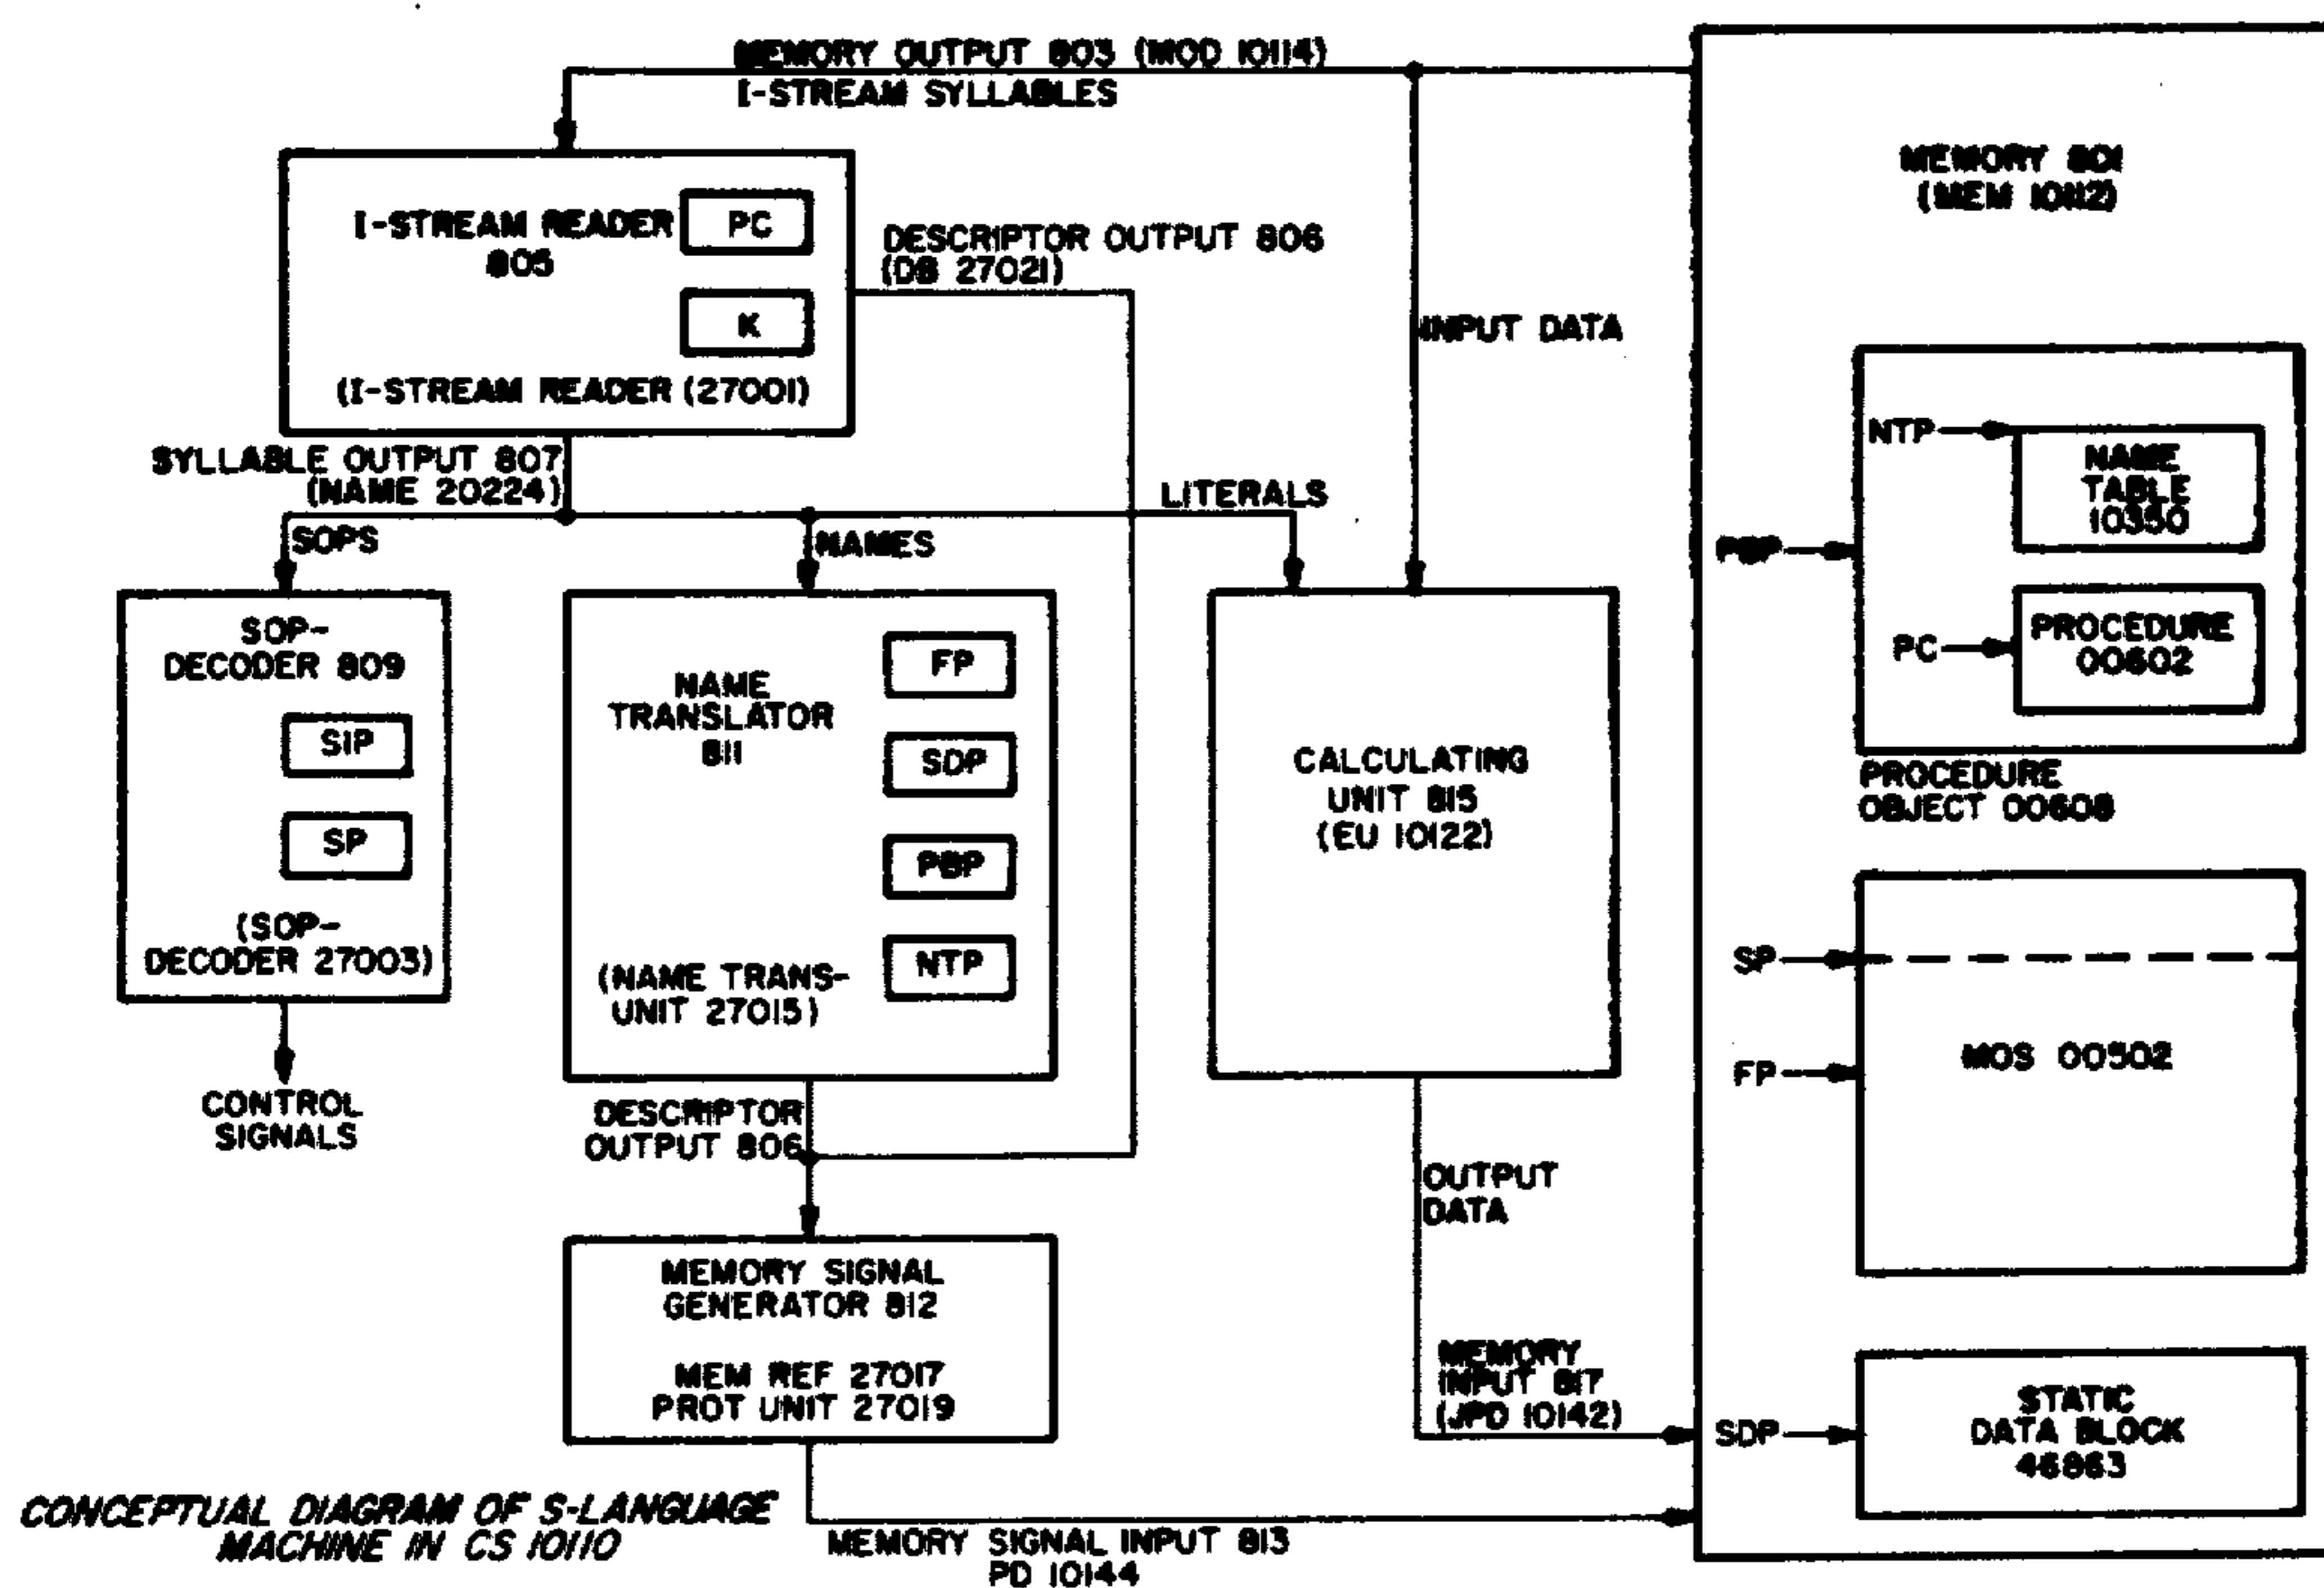 MEMORY OUTPUT 803 (MOD 10114)
I-STREAM SYLLABLES
I-STREAM READER
805
PC
K
(I-STREAM READER (27001)
DESCRIPTOR OUTPUT 806
(DB 27021)
INPUT DATA
SYLLABLE OUTPUT 807
(NAME 20224)
SOPS
NAMES
LITERALS
SOP-
DECODER 809
SIP
SP
(SOP-
DECODER 27003)
CONTROL
SIGNALS
NAME
TRANSLATOR
811
FP
SDP
PBP
NTP
(NAME TRANS-
UNIT 27015)
DESCRIPTOR
OUTPUT 806
CALCULATING
UNIT 815
(EU 10122)
OUTPUT
DATA
MEMORY SIGNAL
GENERATOR 812
MEM REF 27017
PROT UNIT 27019
MEMORY
INPUT 817
(JPD 10142)
MEMORY SIGNAL INPUT 813
PD 10144
MEMORY 801
(MEM 10112)
NTP
NAME
TABLE
10350
PBP
PC
PROCEDURE
00602
PROCEDURE
OBJECT 00608
SP
MOS 00502
FP
SDP
STATIC
DATA BLOCK
46863
CONCEPTUAL DIAGRAM OF S-LANGUAGE
MACHINE IN CS 10110